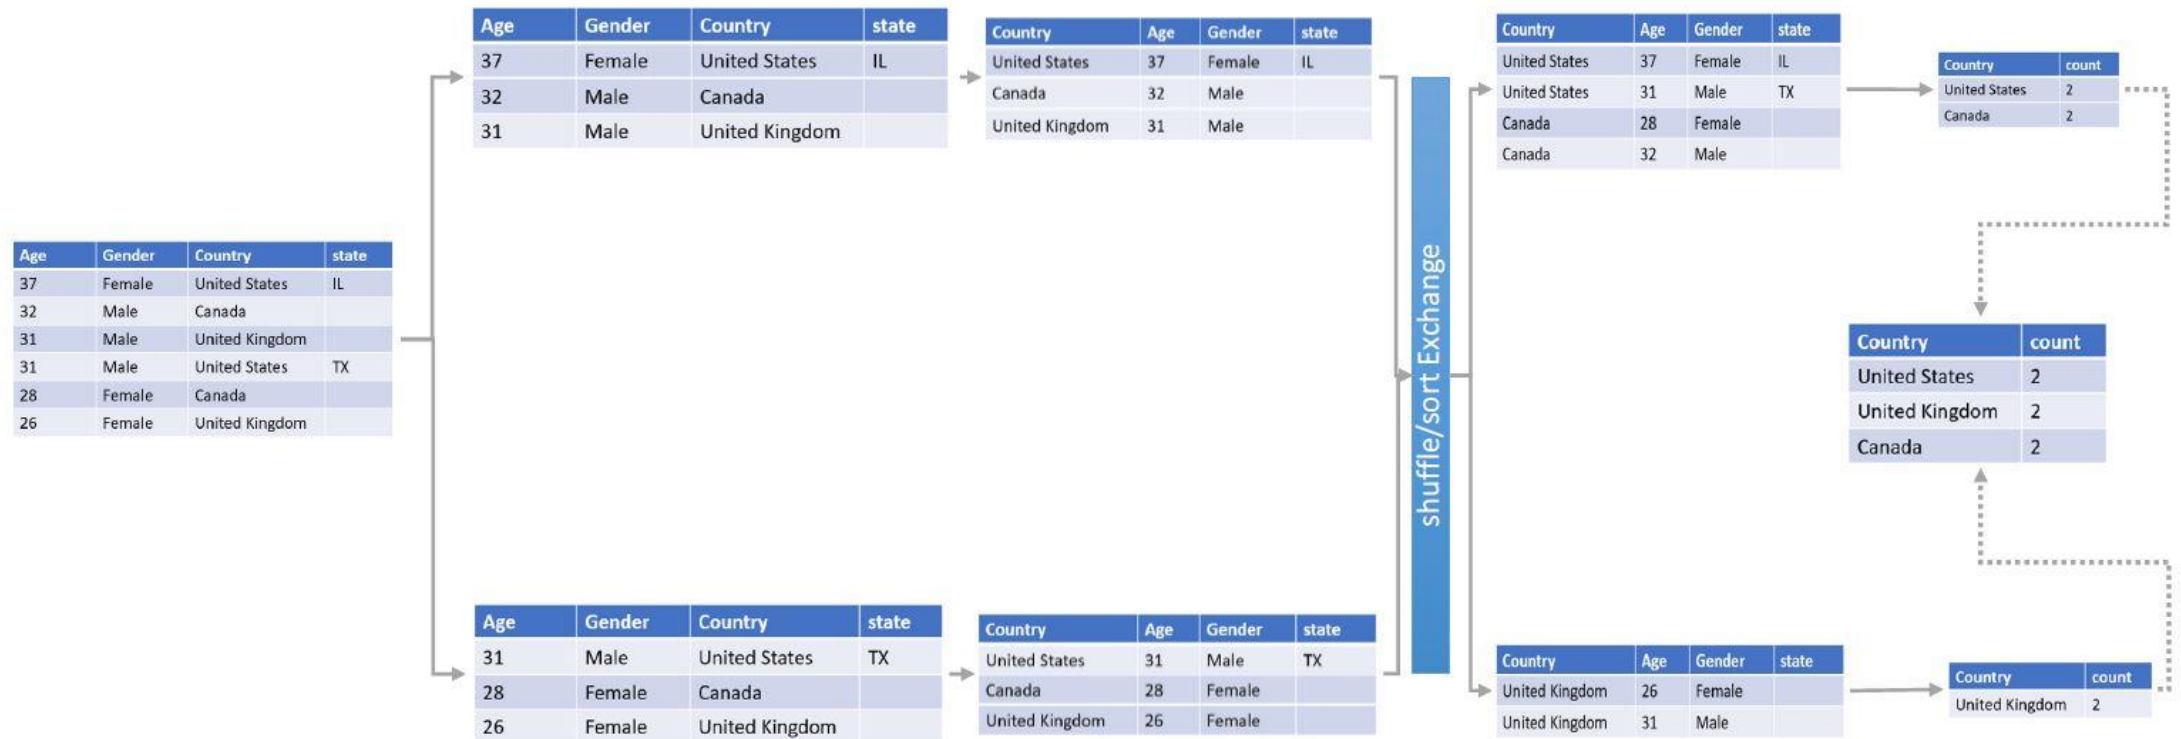 Age Gender Country state
37 Female United States IL
32 Male Canada
31 Male United Kingdom
31 Male United States TX
28 Female Canada
26 Female United Kingdom
Age Gender Country state
37 Female United States IL
32 Male Canada
31 Male United Kingdom
Country Age Gender state
United States 37 Female IL
Canada 32 Male
United Kingdom 31 Male
Age Gender Country state
31 Male United States TX
28 Female Canada
26 Female United Kingdom
Country Age Gender state
United States 31 Male TX
Canada 28 Female
United Kingdom 26 Female
shuffle/sort Exchange
Country Age Gender state
United States 37 Female IL
United States 31 Male TX
Canada 28 Female
Canada 32 Male
Country count
United States 2
Canada 2
Country Age Gender state
United Kingdom 26 Female
United Kingdom 31 Male
Country count
United Kingdom 2
Country count
United States 2
United Kingdom 2
Canada 2